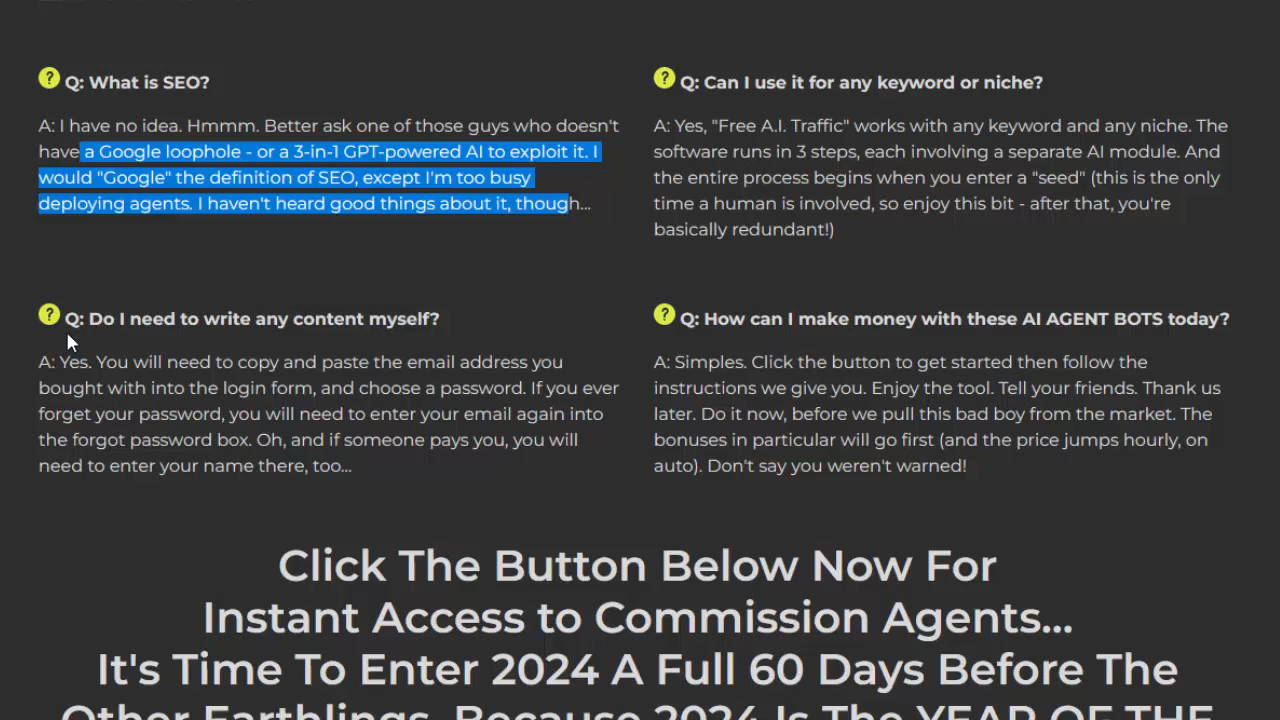 Q: What is SEO?
A: I have no idea. Hmmm. Better ask one of those guys who doesn't
have a Google loophole - or a 3-in-1 GPT-powered AI to exploit it. I
would "Google" the definition of SEO, except I'm too busy
deploying agents. I haven't heard good things about it, though...
Q: Can I use it for any keyword or niche?
A: Yes, "Free A.I. Traffic" works with any keyword and any niche. The
software runs in 3 steps, each involving a separate AI module. And
the entire process begins when you enter a "seed" (this is the only
time a human is involved, so enjoy this bit - after that, you're
basically redundant!)
Q: Do I need to write any content myself?
A: Yes. You will need to copy and paste the email address you
bought with into the login form, and choose a password. If you ever
forget your password, you will need to enter your email again into
the forgot password box. Oh, and if someone pays you, you will
need to enter your name there, too...
Q: How can I make money with these AI AGENT BOTS today?
A: Simples. Click the button to get started then follow the
instructions we give you. Enjoy the tool. Tell your friends. Thank us
later. Do it now, before we pull this bad boy from the market. The
bonuses in particular will go first (and the price jumps hourly, on
auto). Don't say you weren't warned!
Click The Button Below Now For
Instant Access to Commission Agents...
It's Time To Enter 2024 A Full 60 Days Before The
Other Earthlings, Because 2024 Is The YEAR OF THE